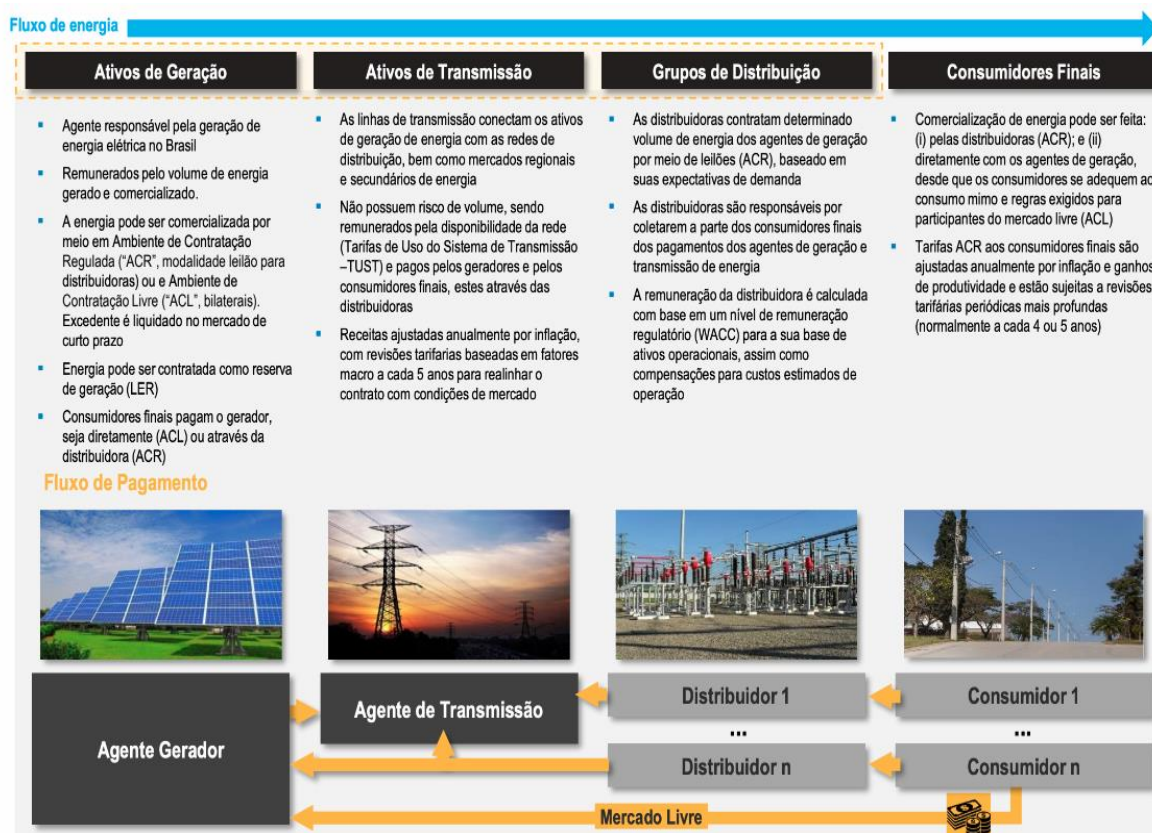 Fluxo de energia
Ativos de Geração
▪ Agente responsável pela geração de
energia elétrica no Brasil
▪ Remunerados pelo volume de energia
gerado e comercializado.
▪ A energia pode ser comercializada por
meio em Ambiente de Contratação
Regulada (“ACR”, modalidade leilão para
distribuidoras) ou e Ambiente de
Contratação Livre (“ACL”, bilaterais).
Excedente é liquidado no mercado de
curto prazo
▪ Energia pode ser contratada como reserva
de geração (LER)
▪ Consumidores finais pagam o gerador,
seja diretamente (ACL) ou através da
distribuidora (ACR)
Ativos de Transmissão
▪ As linhas de transmissão conectam os ativos
de geração de energia com as redes de
distribuição, bem como mercados regionais
e secundários de energia
▪ Não possuem risco de volume, sendo
remunerados pela disponibilidade da rede
(Tarifas de Uso do Sistema de Transmissão
–TUST) e pagos pelos geradores e pelos
consumidores finais, estes através das
distribuidoras
▪ Receitas ajustadas anualmente por inflação,
com revisões tarifarias baseadas em fatores
macro a cada 5 anos para realinhar o
contrato com condições de mercado
Grupos de Distribuição
▪ As distribuidoras contratam determinado
volume de energia dos agentes de geração
por meio de leilões (ACR), baseado em
suas expectativas de demanda
▪ As distribuidoras são responsáveis por
coletarem a parte dos consumidores finais
dos pagamentos dos agentes de geração e
transmissão de energia
▪ A remuneração da distribuidora é calculada
com base em um nível de remuneração
regulatório (WACC) para a sua base de
ativos operacionais, assim como
compensações para custos estimados de
operação
Consumidores Finais
▪ Comercialização de energia pode ser feita:
(i) pelas distribuidoras (ACR); e (ii)
diretamente com os agentes de geração,
desde que os consumidores se adequem ao
consumo mimo e regras exigidos para
participantes do mercado livre (ACL)
▪ Tarifas ACR aos consumidores finais são
ajustadas anualmente por inflação e ganhos
de produtividade e estão sujeitas a revisões
tarifárias periódicas mais profundas
(normalmente a cada 4 ou 5 anos)
Fluxo de Pagamento
Agente Gerador
Agente de Transmissão
Distribuidor 1
...
Distribuidor n
Consumidor 1
...
Consumidor n
Mercado Livre